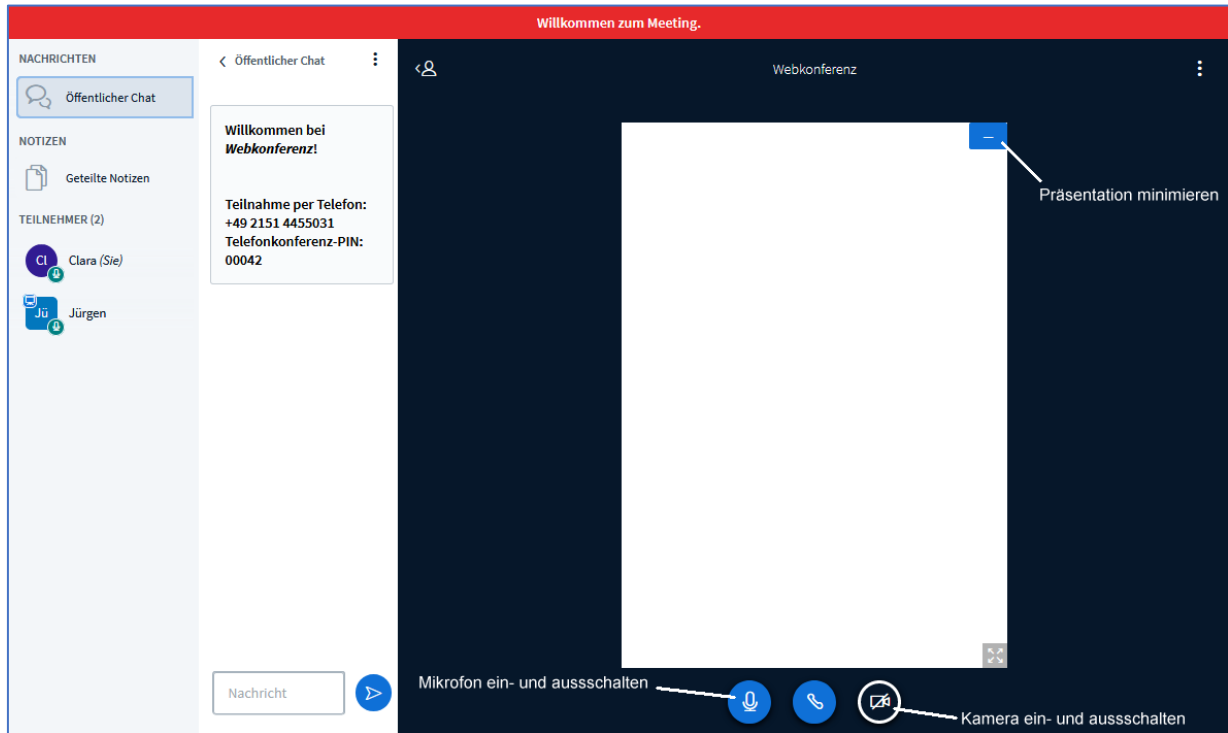 Willkommen zum Meeting.
NACHRICHTEN
Öffentlicher Chat
NOTIZEN
Geteilte Notizen
TEILNEHMER (2)
Cl
Clara (Sie)
Jü
Jürgen
Öffentlicher Chat
Willkommen bei
Webkonferenz!
Teilnahme per Telefon:
+49 2151 4455031
Telefonkonferenz-PIN:
00042
Nachricht
Webkonferenz
Präsentation minimieren
Mikrofon ein- und aussschalten
Kamera ein- und aussschalten